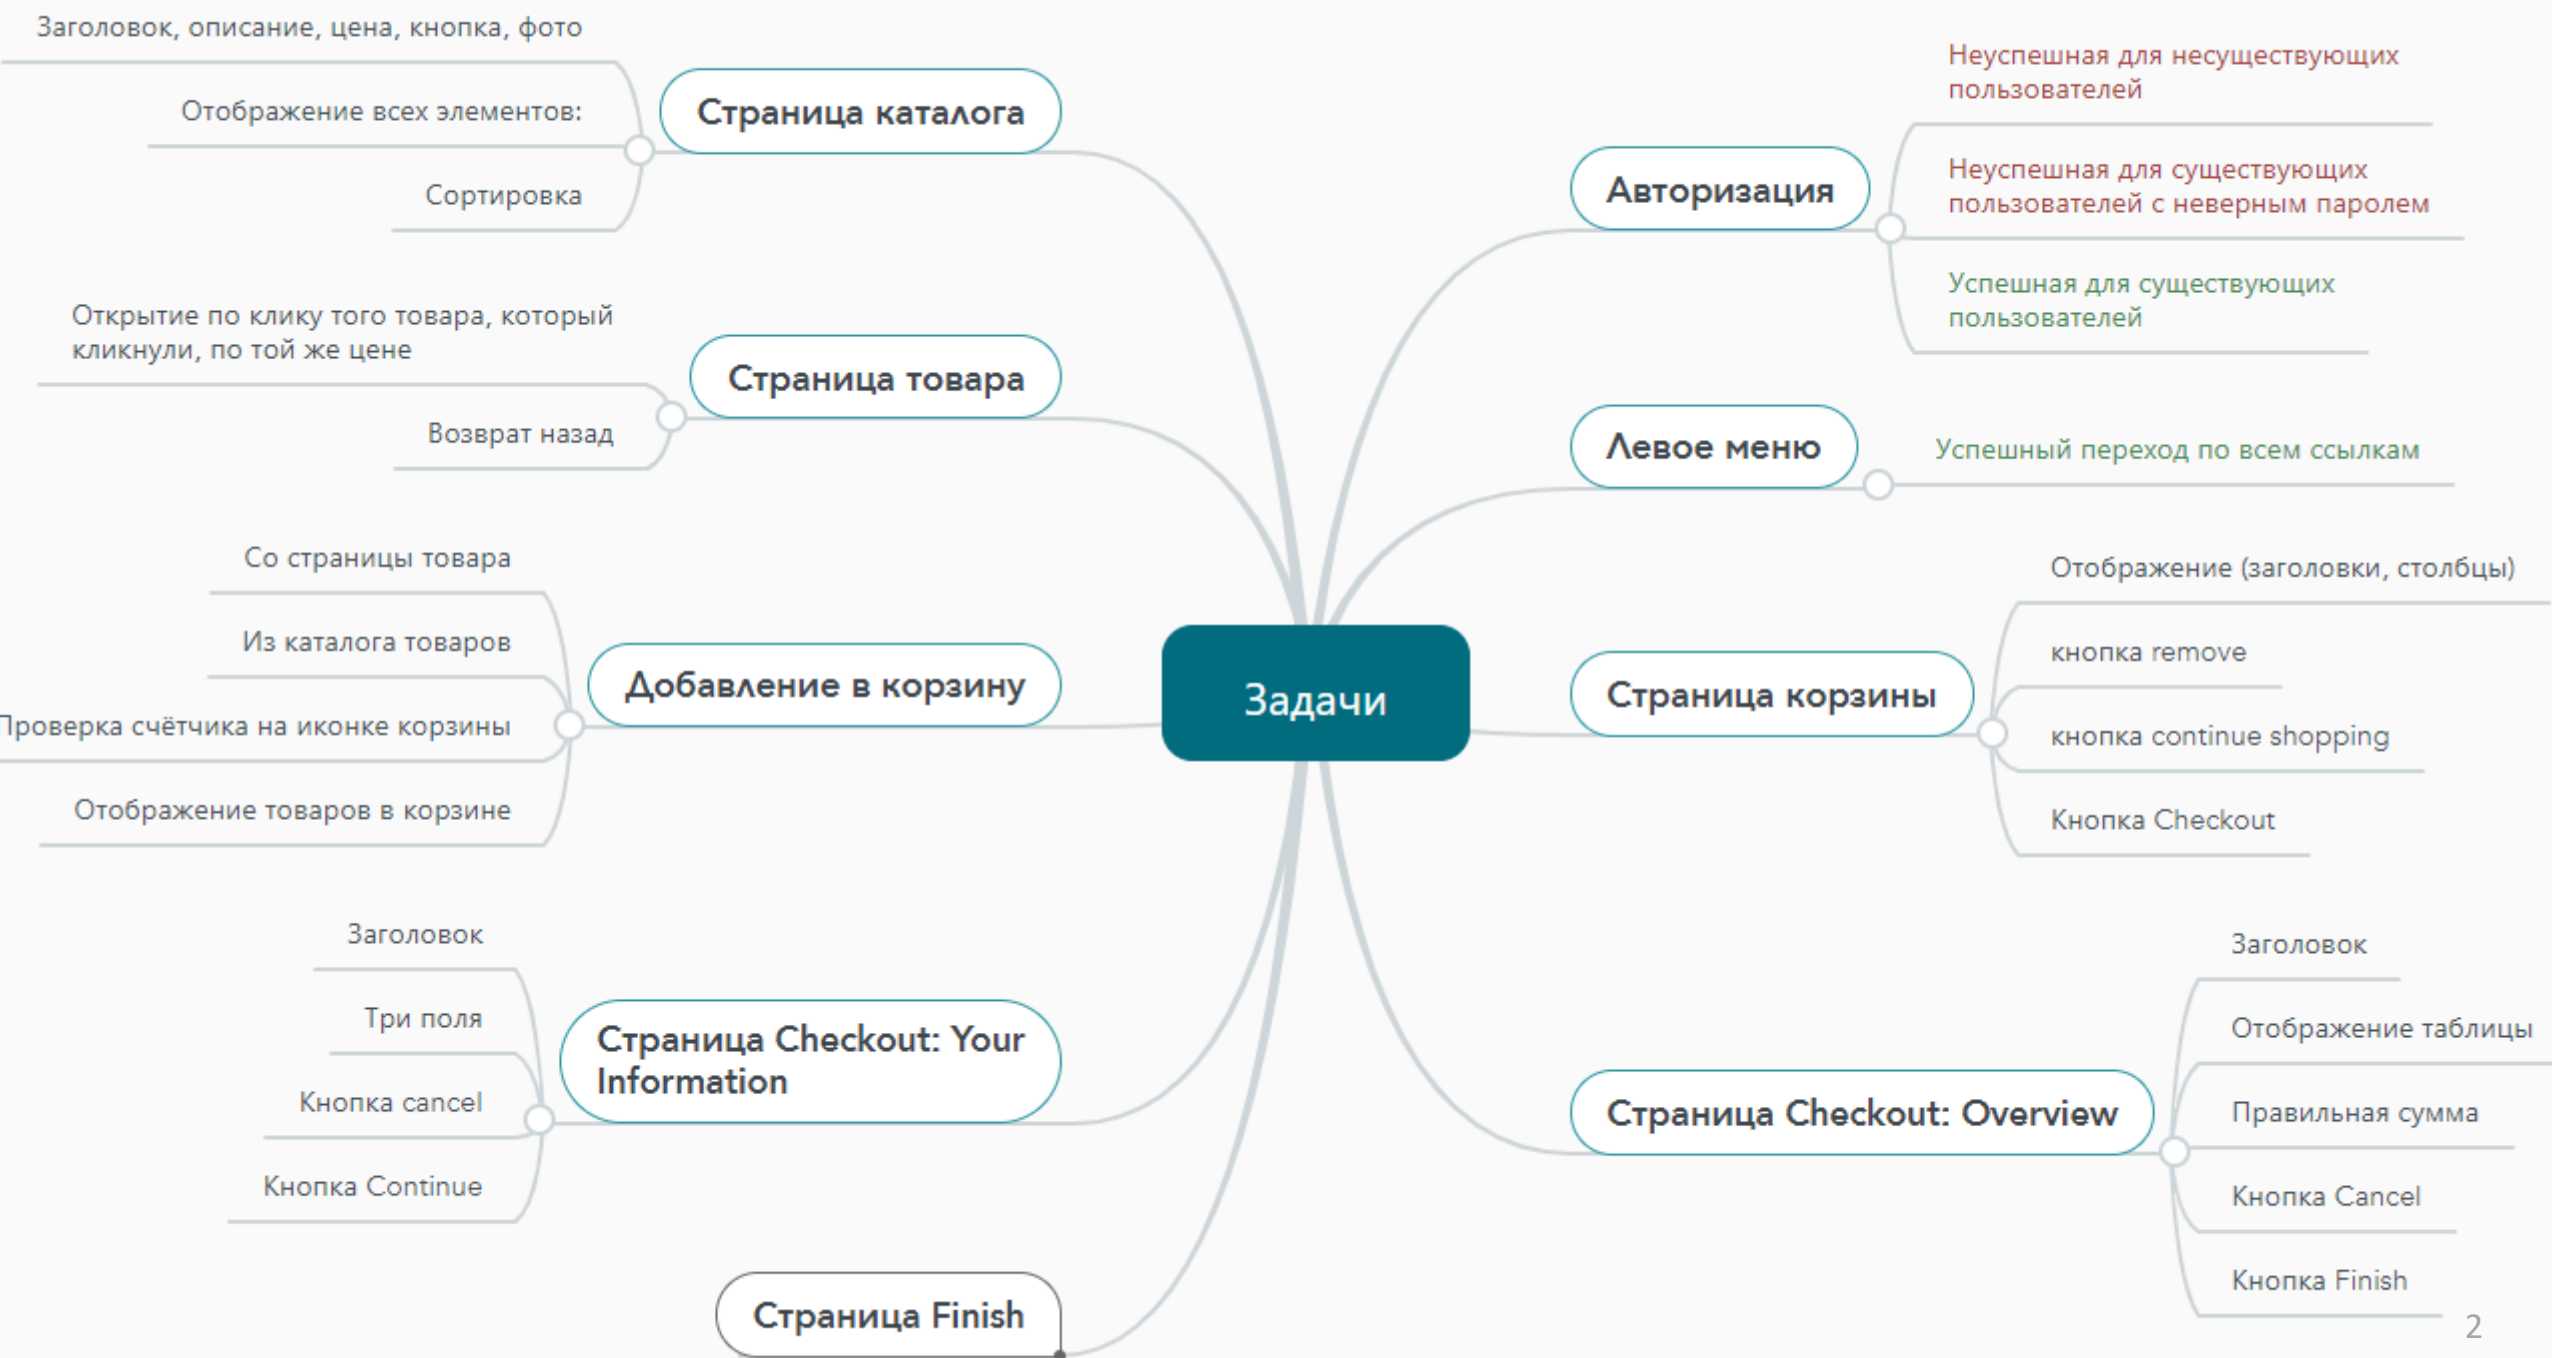 Задачи
Авторизация
Неуспешная для несуществующих
пользователей
Неуспешная для существующих
пользователей с неверным паролем
Успешная для существующих
пользователей
Левое меню
Успешный переход по всем ссылкам
Страница корзины
Отображение (заголовки, столбцы)
кнопка remove
кнопка continue shopping
Кнопка Checkout
Страница Checkout: Overview
Заголовок
Отображение таблицы
Правильная сумма
Кнопка Cancel
Кнопка Finish
Страница каталога
Заголовок, описание, цена, кнопка, фото
Отображение всех элементов:
Сортировка
Страница товара
Открытие по клику того товара, который
кликнули, по той же цене
Возврат назад
Добавление в корзину
Со страницы товара
Из каталога товаров
Проверка счётчика на иконке корзины
Отображение товаров в корзине
Страница Checkout: Your
Information
Заголовок
Три поля
Кнопка cancel
Кнопка Continue
Страница Finish
2